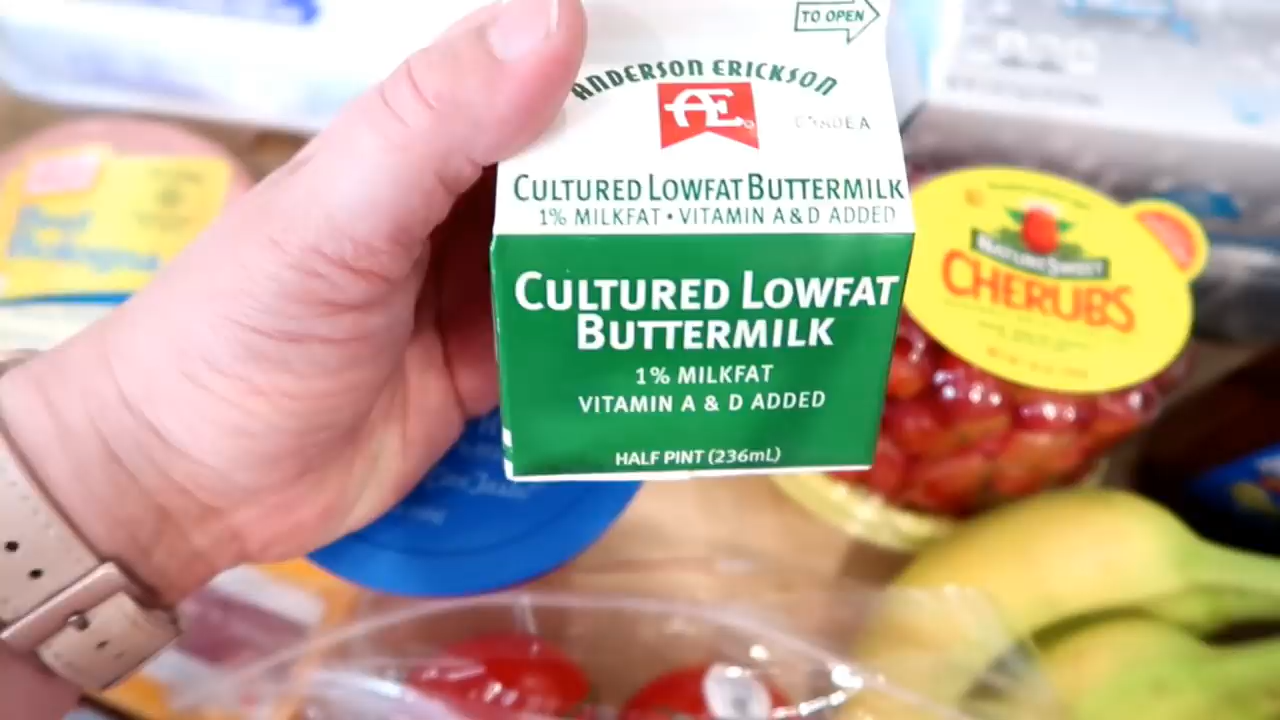 TO OPEN
ANDERSON ERICKSON
AE
GRADE A
CULTURED LOWFAT BUTTERMILK
1% MILKFAT • VITAMIN A & D ADDED
CULTURED LOWFAT
BUTTERMILK
1% MILKFAT
VITAMIN A & D ADDED
HALF PINT (236mL)
NATURESWEET
CHERUBS